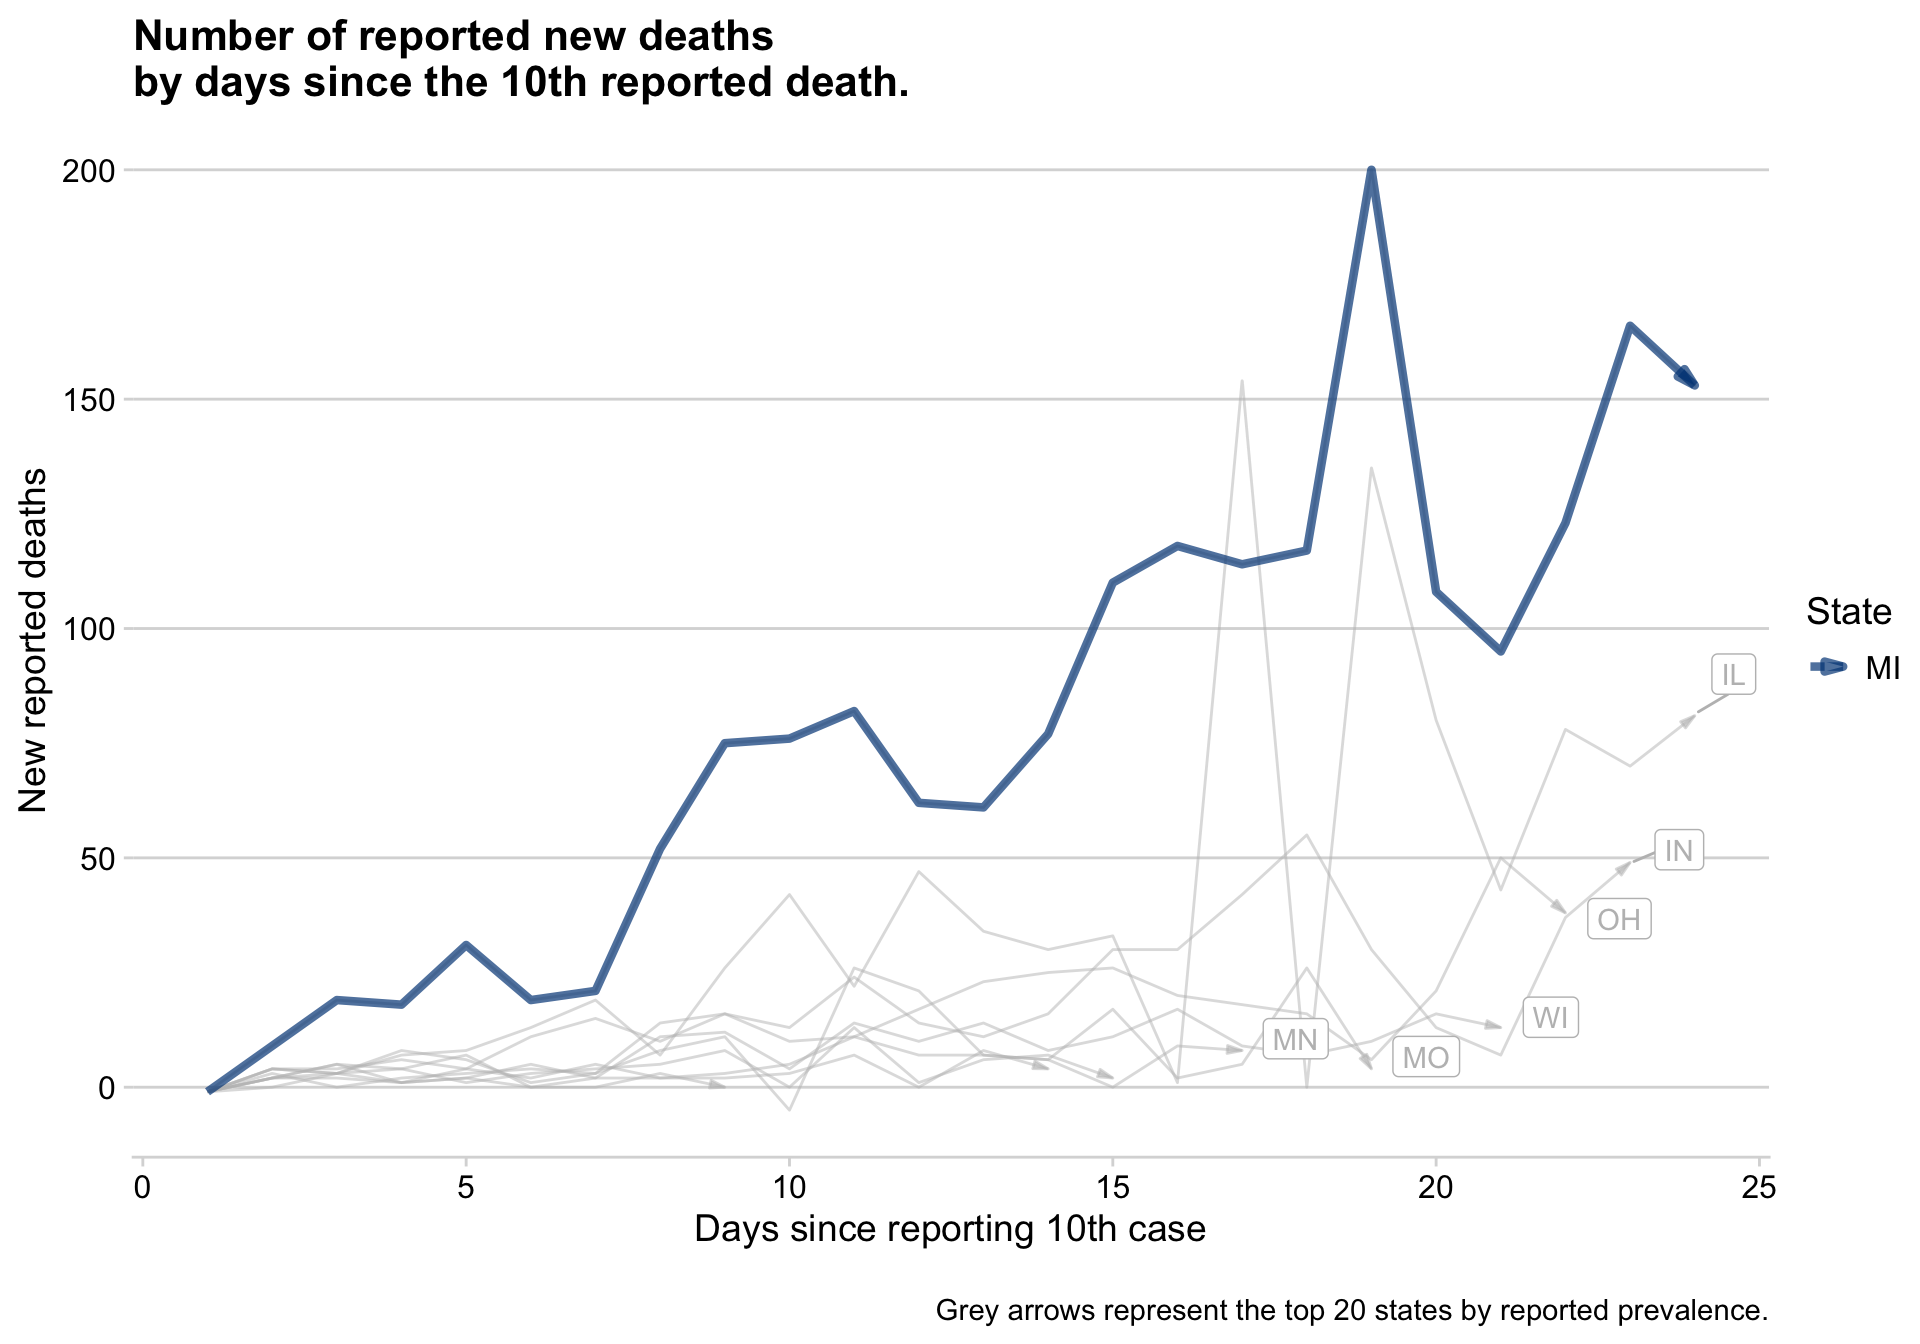 Number of reported new deaths
by days since the 10th reported death.
200
150
100
50
0
New reported deaths
IL
IN
OH
WI
MN
MO
State
MI
0 5 10 15 20 25
Days since reporting 10th case
Grey arrows represent the top 20 states by reported prevalence.